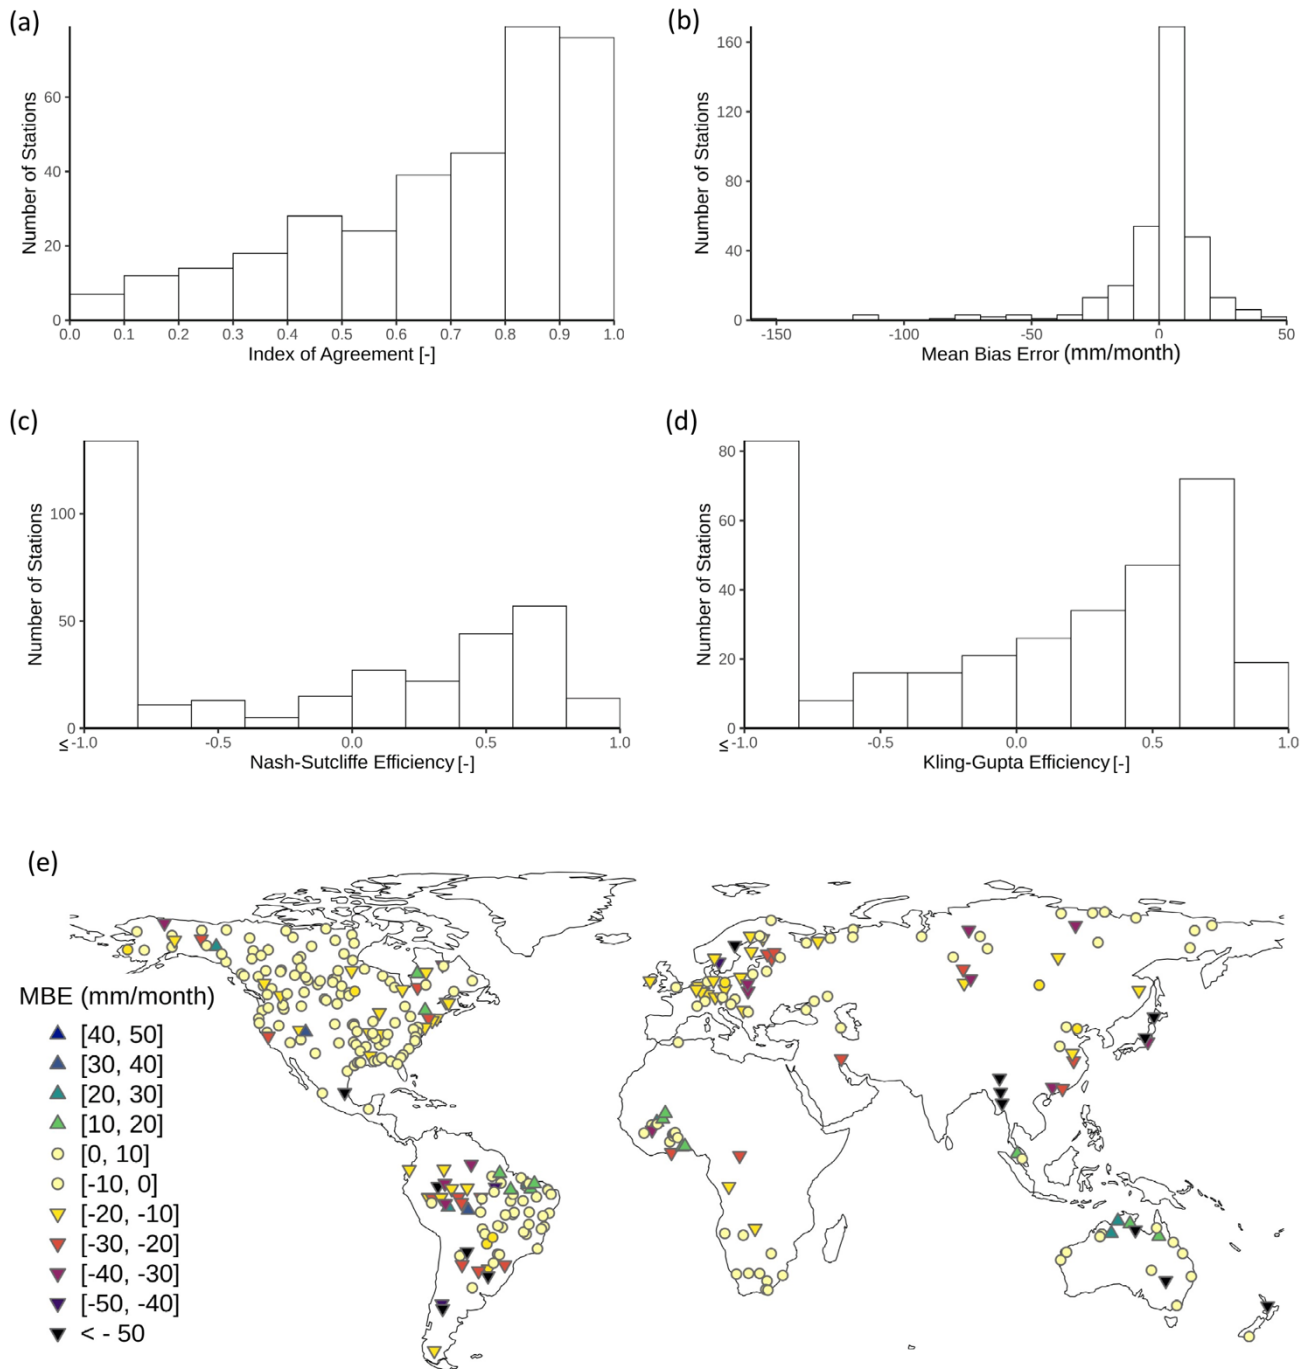 (a)
Number of Stations
60
40
20
0
0.0 0.1 0.2 0.3 0.4 0.5 0.6 0.7 0.8 0.9 1.0
Index of Agreement [-]
(b)
Number of Stations
160
120
80
40
0
-150 -100 -50 0 50
Mean Bias Error (mm/month)
(c)
Number of Stations
100
50
0
≤ -1.0 -0.5 0.0 0.5 1.0
Nash-Sutcliffe Efficiency [-]
(d)
Number of Stations
80
60
40
20
0
≤ -1.0 -0.5 0.0 0.5 1.0
Kling-Gupta Efficiency [-]
(e)
MBE (mm/month)
[40, 50]
[30, 40]
[20, 30]
[10, 20]
[0, 10]
[-10, 0]
[-20, -10]
[-30, -20]
[-40, -30]
[-50, -40]
< - 50